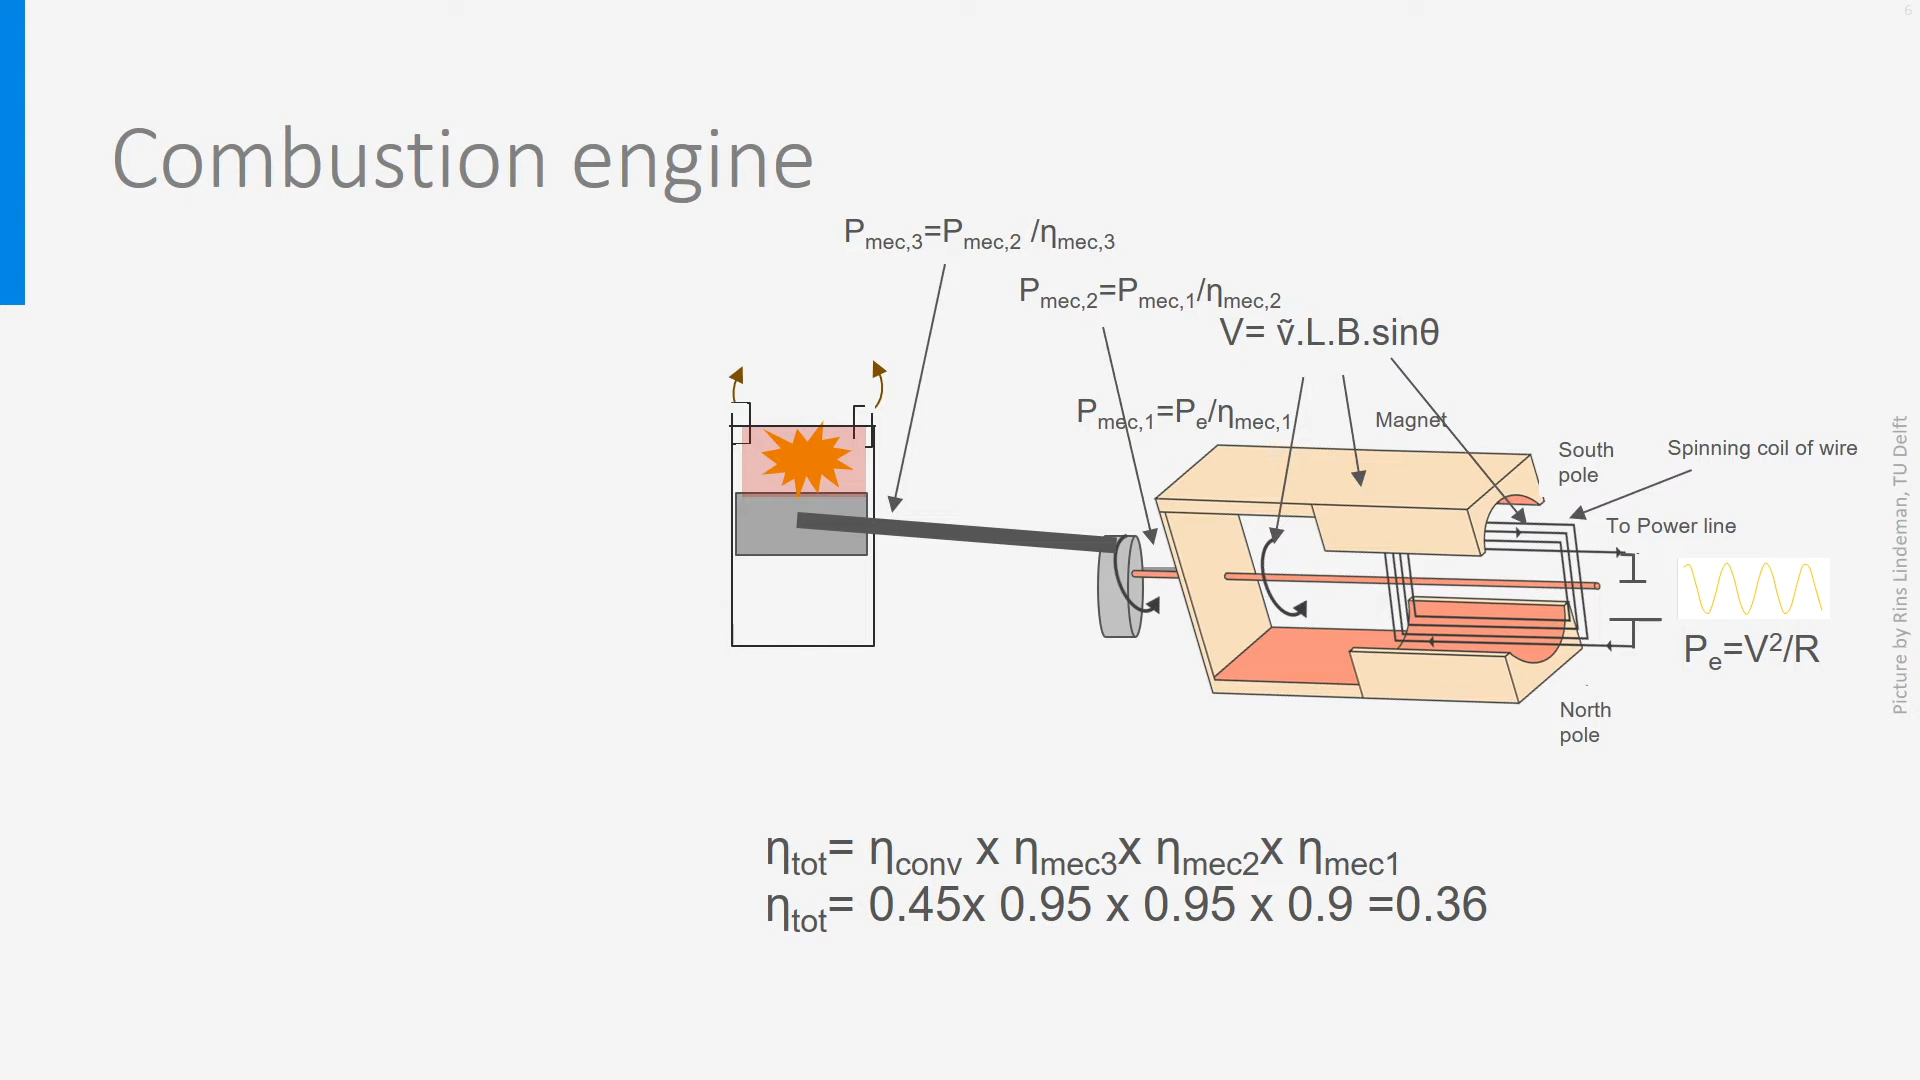 6
Combustion engine
Pmec,3=Pmec,2 /ηmec,3
Pmec,2=Pmec,1/ηmec,2
V= ṽ.L.B.sinθ
Pmec,1=Pe/ηmec,1
Magnet
South
pole
Spinning coil of wire
To Power line
Pe=V²/R
North
pole
Picture by Rins Lindeman, TU Delft
ηtot= ηconv x ηmec3x ηmec2x ηmec1
ηtot= 0.45x 0.95 x 0.95 x 0.9 =0.36